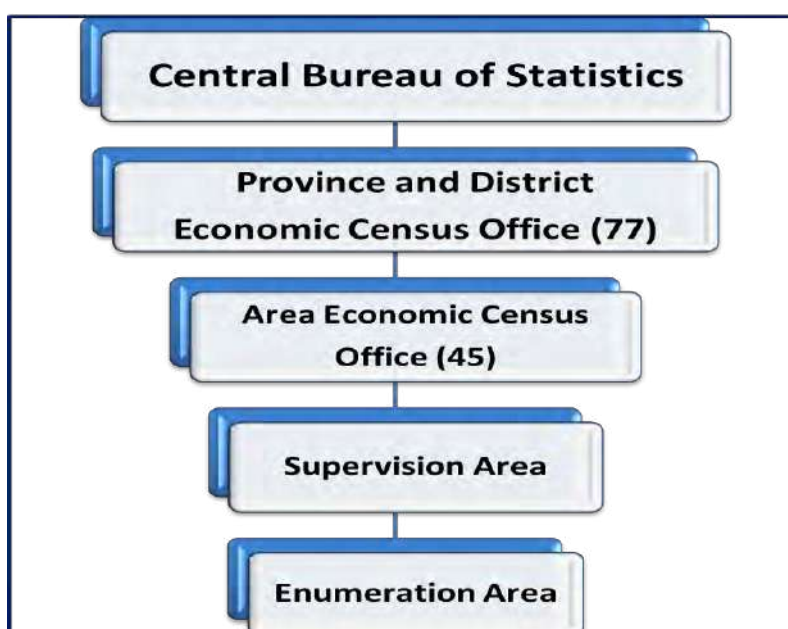 Central Bureau of Statistics
Province and District
Economic Census Office (77)
Area Economic Census
Office (45)
Supervision Area
Enumeration Area